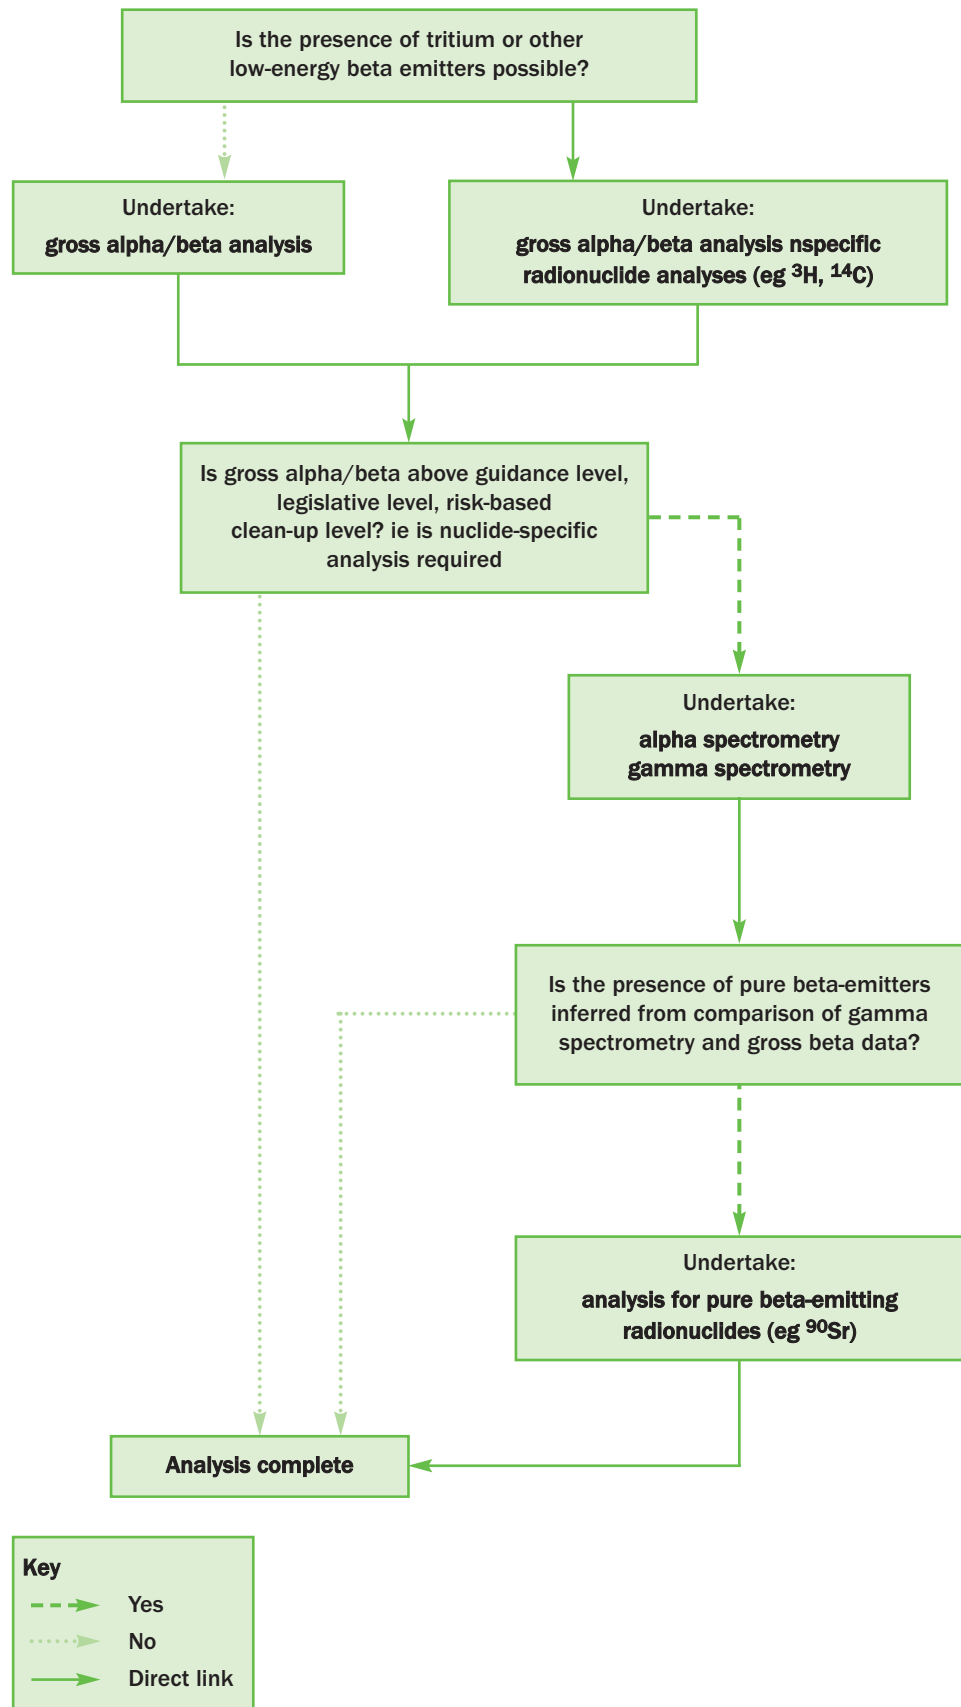 Is the presence of tritium or other
low-energy beta emitters possible?
Undertake:
gross alpha/beta analysis
Undertake:
gross alpha/beta analysis nspecific
radionuclide analyses (eg ³H, ¹⁴C)
Is gross alpha/beta above guidance level,
legislative level, risk-based
clean-up level? ie is nuclide-specific
analysis required
Undertake:
alpha spectrometry
gamma spectrometry
Is the presence of pure beta-emitters
inferred from comparison of gamma
spectrometry and gross beta data?
Undertake:
analysis for pure beta-emitting
radionuclides (eg ⁹⁰Sr)
Analysis complete
Key
Yes
No
Direct link